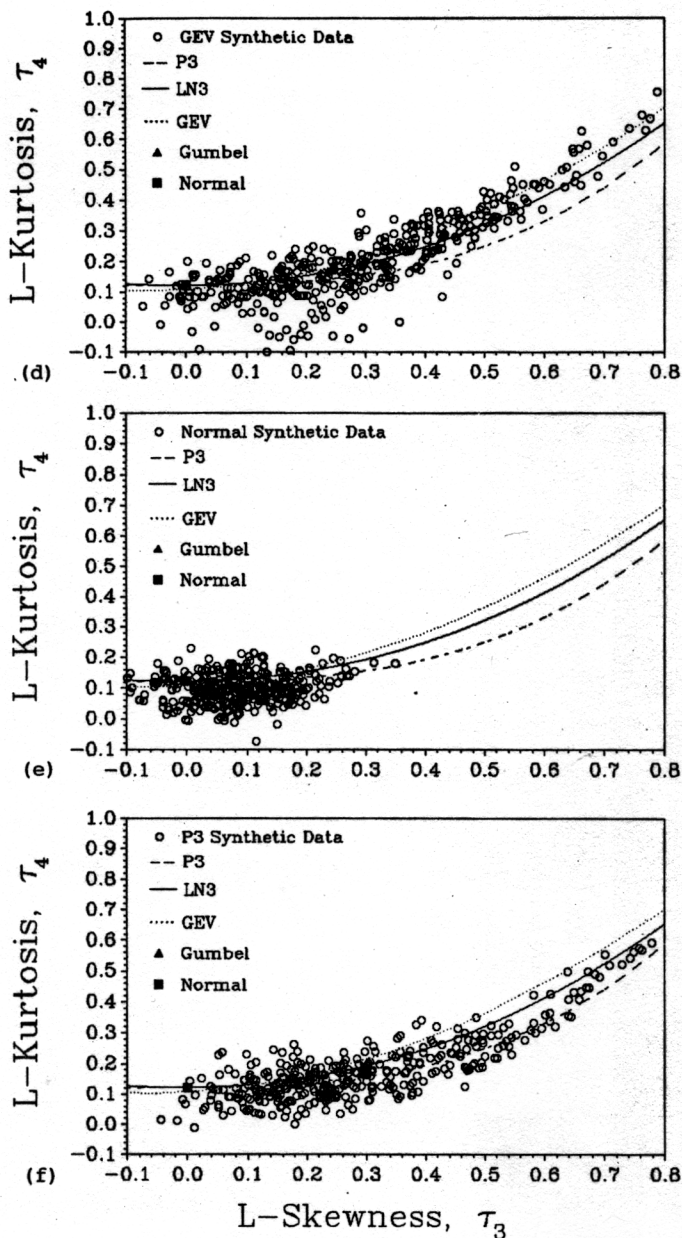 1.0
0.9
0.8
0.7
0.6
0.5
0.4
0.3
0.2
0.1
0.0
−0.1
L−Kurtosis, τ4
GEV Synthetic Data
P3
LN3
GEV
Gumbel
Normal
(d)
−0.1 0.0 0.1 0.2 0.3 0.4 0.5 0.6 0.7 0.8
1.0
0.9
0.8
0.7
0.6
0.5
0.4
0.3
0.2
0.1
0.0
−0.1
L−Kurtosis, τ4
Normal Synthetic Data
P3
LN3
GEV
Gumbel
Normal
(e)
−0.1 0.0 0.1 0.2 0.3 0.4 0.5 0.6 0.7 0.8
1.0
0.9
0.8
0.7
0.6
0.5
0.4
0.3
0.2
0.1
0.0
−0.1
L−Kurtosis, τ4
P3 Synthetic Data
P3
LN3
GEV
Gumbel
Normal
(f)
−0.1 0.0 0.1 0.2 0.3 0.4 0.5 0.6 0.7 0.8
L−Skewness, τ3